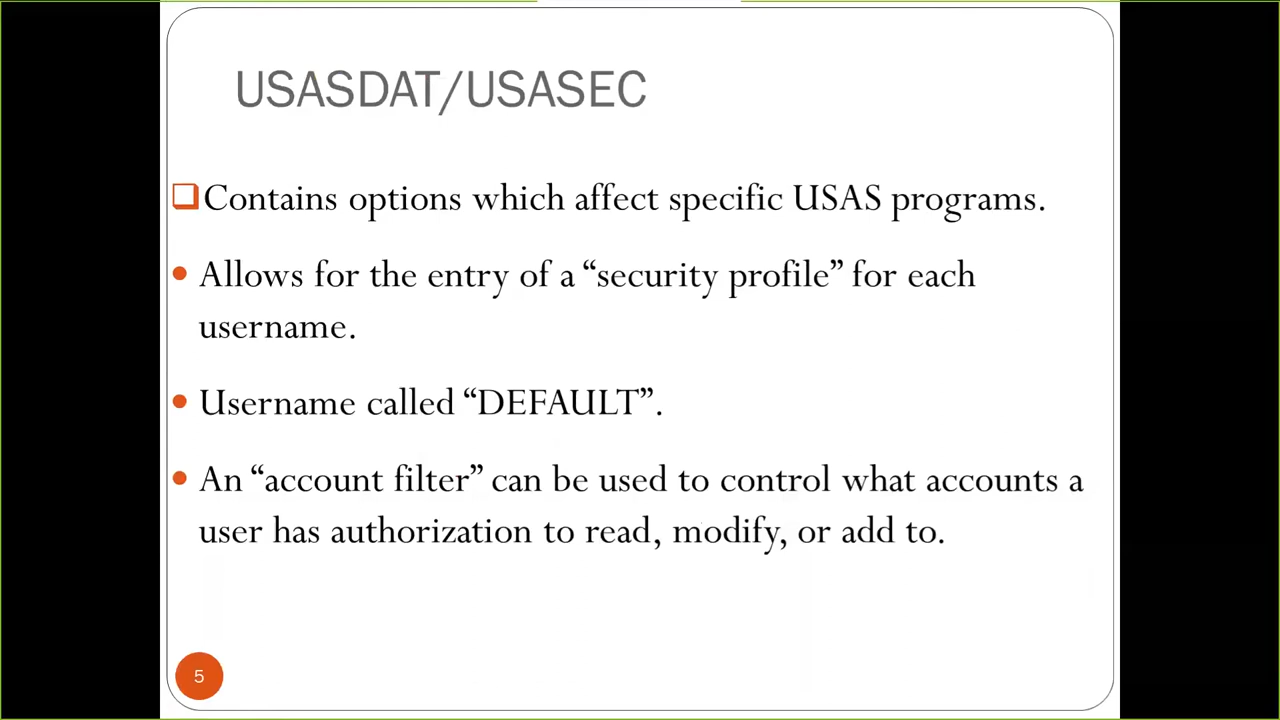 USASDAT/USASEC
Contains options which affect specific USAS programs.
Allows for the entry of a “security profile” for each
username.
Username called “DEFAULT”.
An “account filter” can be used to control what accounts a
user has authorization to read, modify, or add to.
5